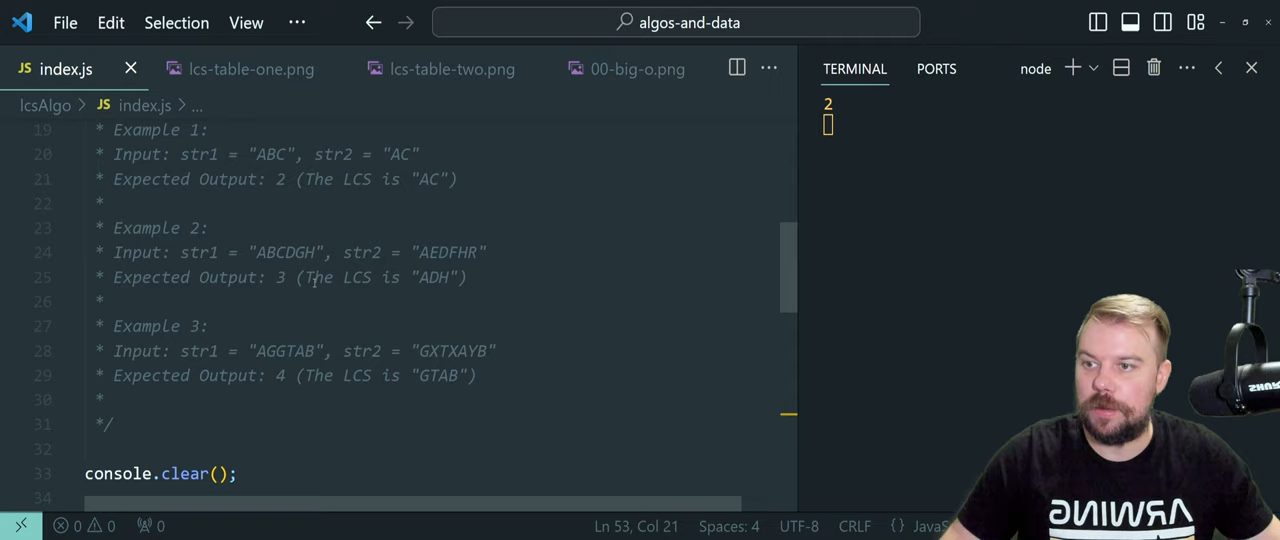 File Edit Selection View ··· algos-and-data
JS index.js lcs-table-one.png lcs-table-two.png 00-big-o.png ···
lcsAlgo > JS index.js > ...
19 * Example 1:
20 * Input: str1 = "ABC", str2 = "AC"
21 * Expected Output: 2 (The LCS is "AC")
22 *
23 * Example 2:
24 * Input: str1 = "ABCDGH", str2 = "AEDFHR"
25 * Expected Output: 3 (The LCS is "ADH")
26 *
27 * Example 3:
28 * Input: str1 = "AGGTAB", str2 = "GXTXAYB"
29 * Expected Output: 4 (The LCS is "GTAB")
30 *
31 */
32
33 console.clear();
34
TERMINAL PORTS node
2
0 0 0 Ln 53, Col 21 Spaces: 4 UTF-8 CRLF {} JavaS